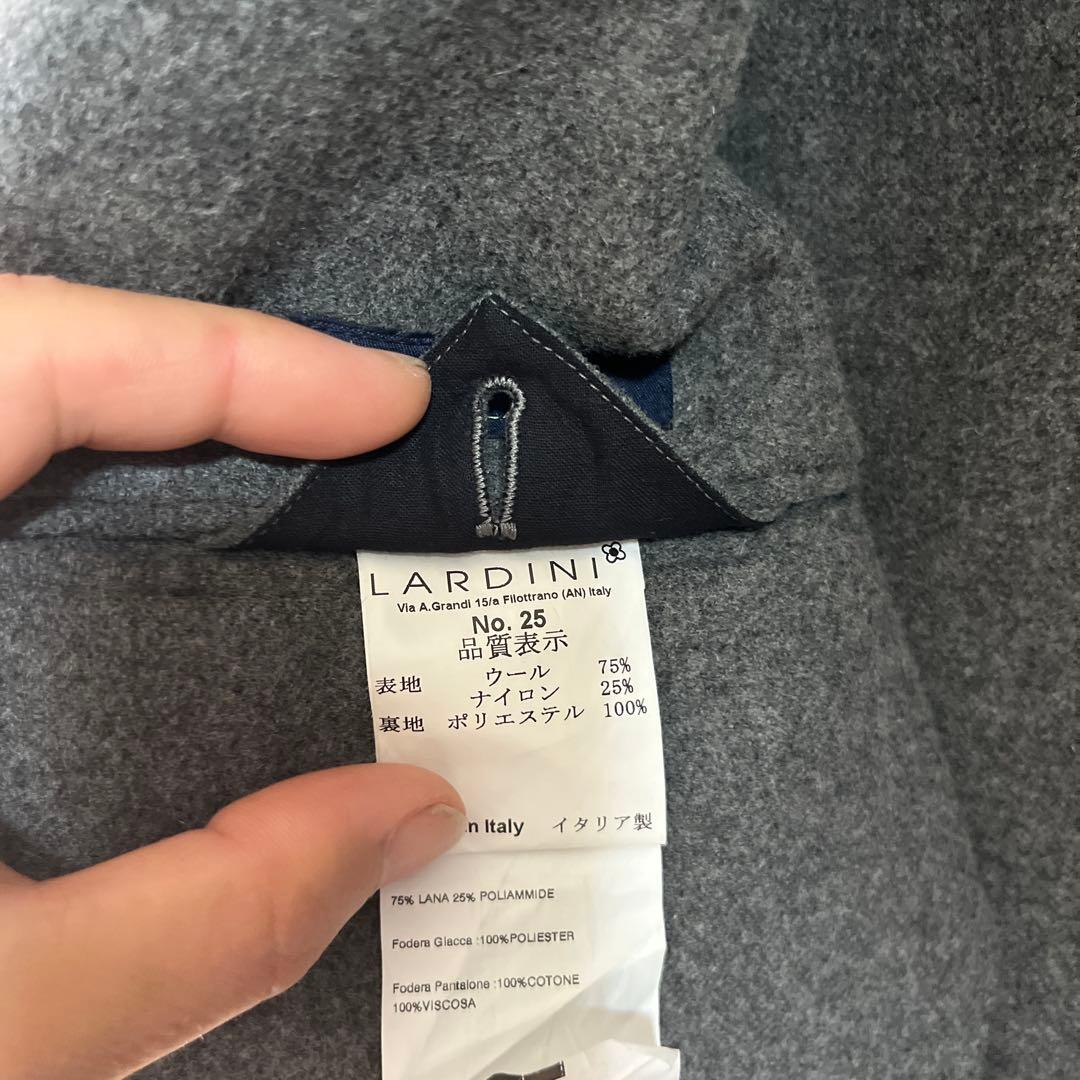 LARDINI
Via A.Grandi 15/a Filottrano (AN) Italy
No. 25
品質表示
表地 ウール 75%
ナイロン 25%
裏地 ポリエステル 100%
n Italy イタリア製
75% LANA 25% POLIAMMIDE
Fodera Giacca :100%POLIESTER
Fodera Pantalone :100%COTONE
100%VISCOSA